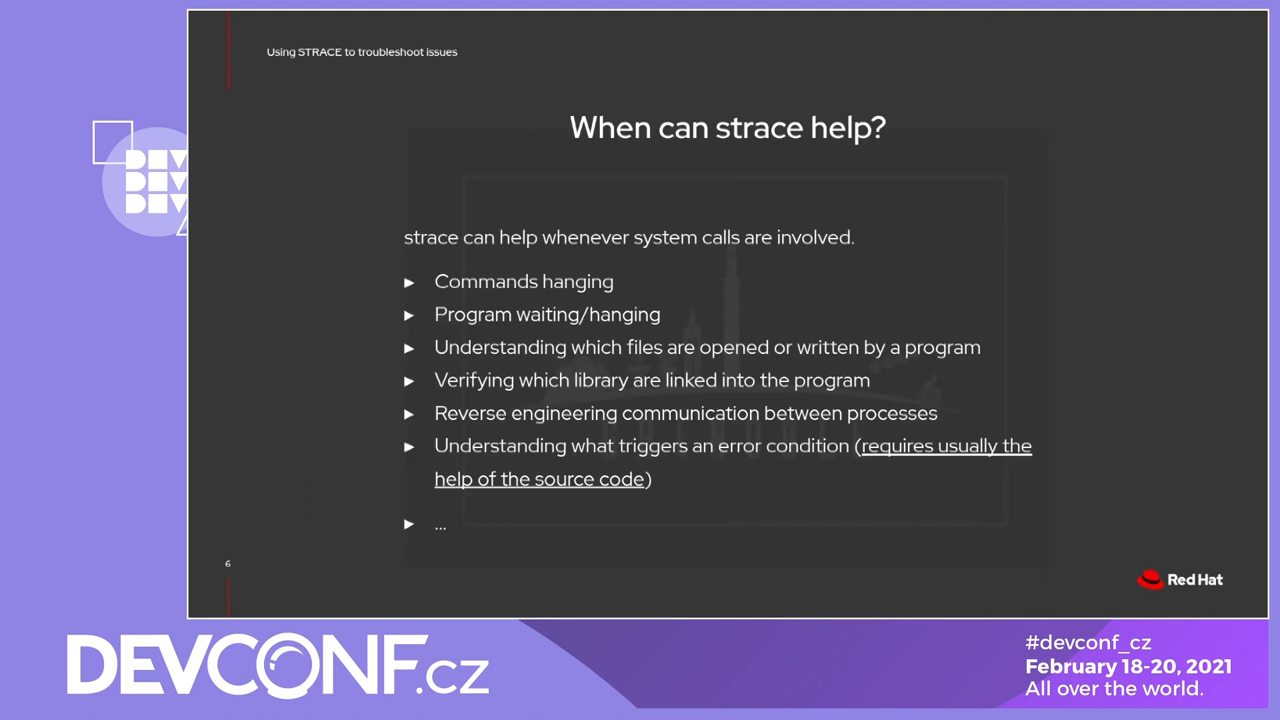 Using STRACE to troubleshoot issues
When can strace help?
DEV
DEV
DEV
strace can help whenever system calls are involved.
► Commands hanging
► Program waiting/hanging
► Understanding which files are opened or written by a program
► Verifying which library are linked into the program
► Reverse engineering communication between processes
► Understanding what triggers an error condition (requires usually the
help of the source code)
► ...
6
Red Hat
DEVCONF.cz
#devconf_cz
February 18-20, 2021
All over the world.